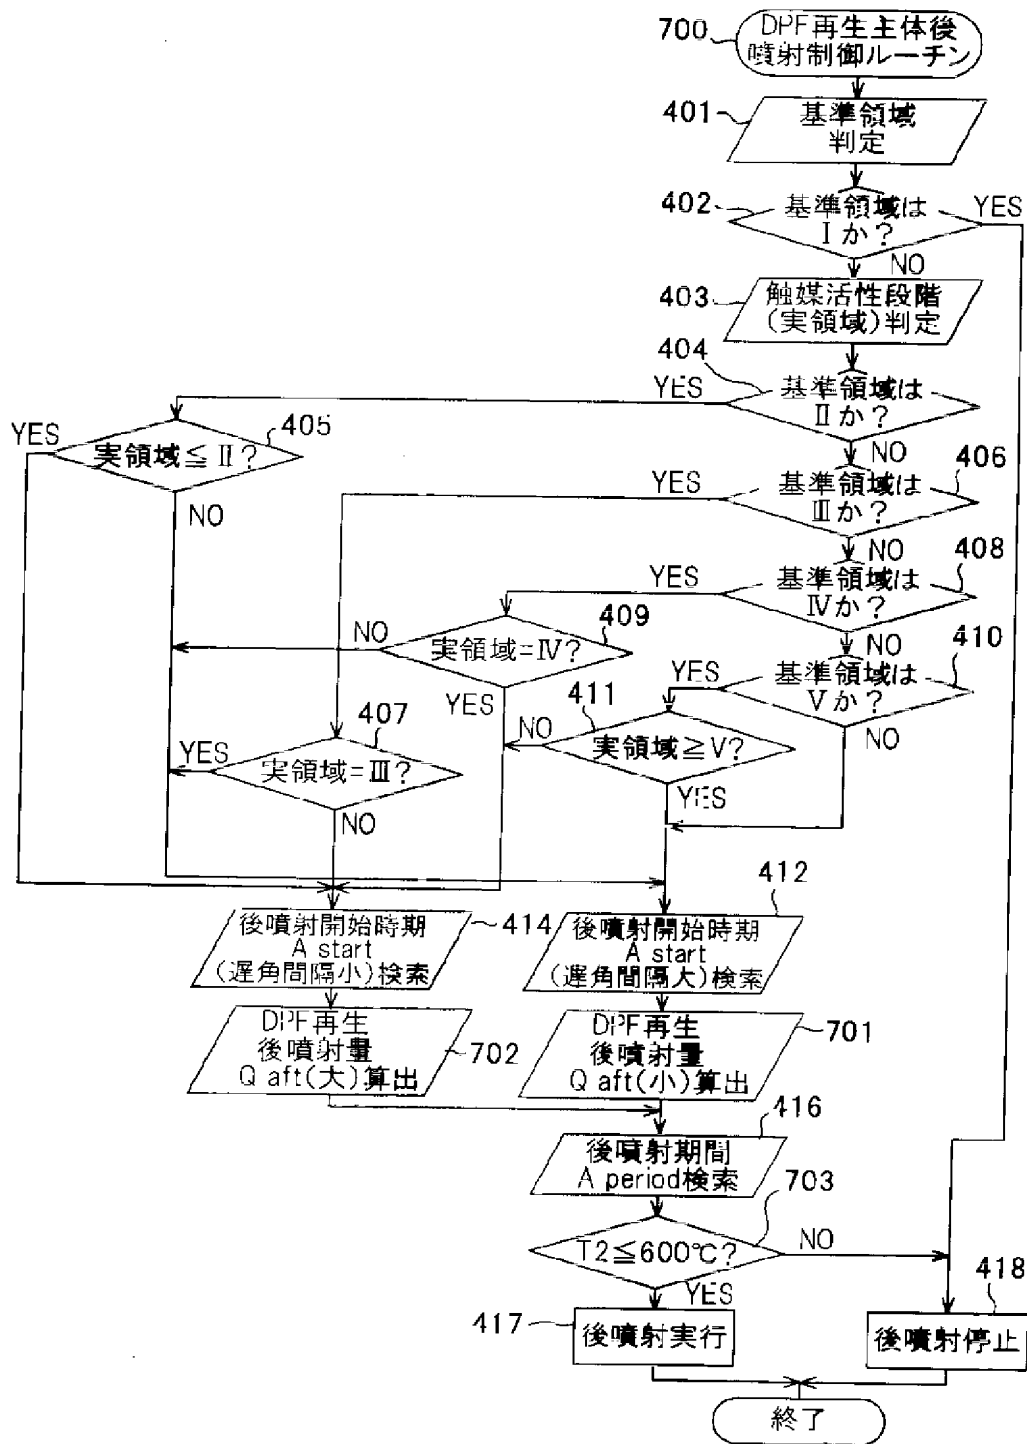 700
DPF再生主体後
噴射制御ルーチン
401
基準領域
判定
402
基準領域は
Ⅰか?
YES
NO
403
触媒活性段階
(実領域)判定
404
YES
基準領域は
Ⅱか?
NO
YES
405
実領域≦Ⅱ?
NO
406
YES
基準領域は
Ⅲか?
NO
408
YES
基準領域は
Ⅳか?
NO
409
NO
実領域=Ⅳ?
YES
410
YES
基準領域は
Ⅴか?
NO
411
NO
実領域≧Ⅴ?
YES
407
YES
実領域=Ⅲ?
NO
414
後噴射開始時期
A start
(遅角間隔小)検索
412
後噴射開始時期
A start
(遅角間隔大)検索
DPF再生
後噴射量
Q aft(大)算出
702
DPF再生
後噴射量
Q aft(小)算出
701
416
後噴射期間
A period検索
703
T2≦600℃?
NO
YES
417
後噴射実行
418
後噴射停止
終了